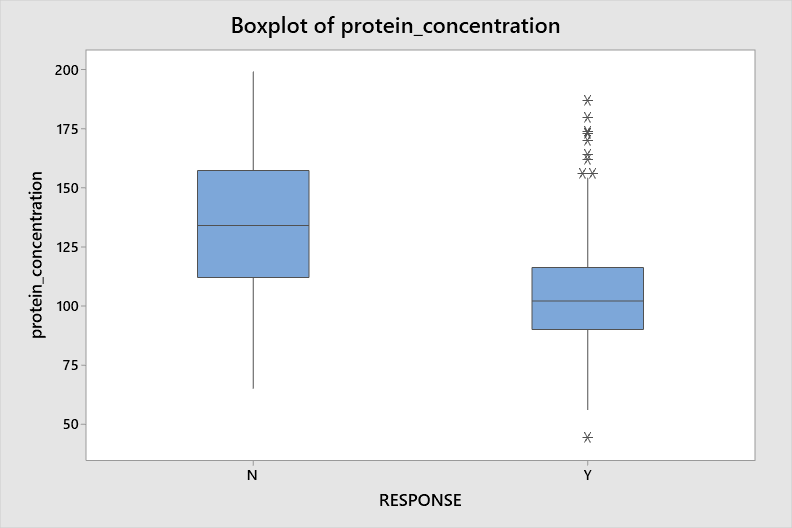 Boxplot of protein_concentration
200
175
150
125
100
75
50
protein_concentration
N Y
RESPONSE